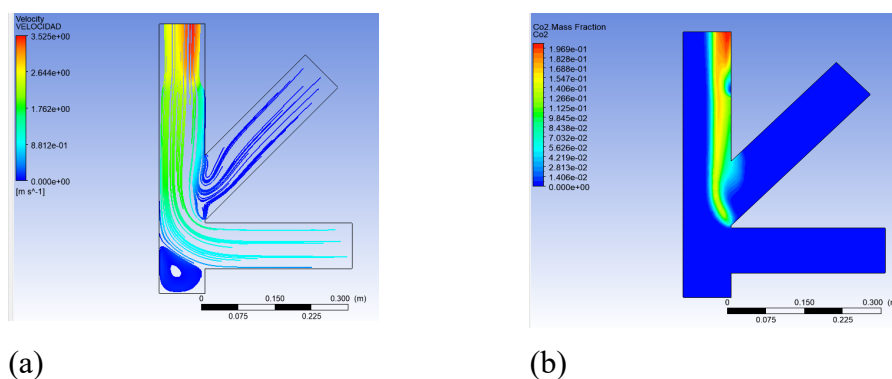 Velocity
VELOCIDAD
3.525e+00
2.644e+00
1.762e+00
8.812e-01
0.000e+00
[m s^-1]
0 0.150 0.300 (m)
0.075 0.225
(a)
Co2.Mass Fraction
Co2
1.969e-01
1.828e-01
1.688e-01
1.547e-01
1.406e-01
1.266e-01
1.125e-01
9.845e-02
8.438e-02
7.032e-02
5.626e-02
4.219e-02
2.813e-02
1.406e-02
0.000e+00
0 0.150 0.300 (m
0.075 0.225
(b)